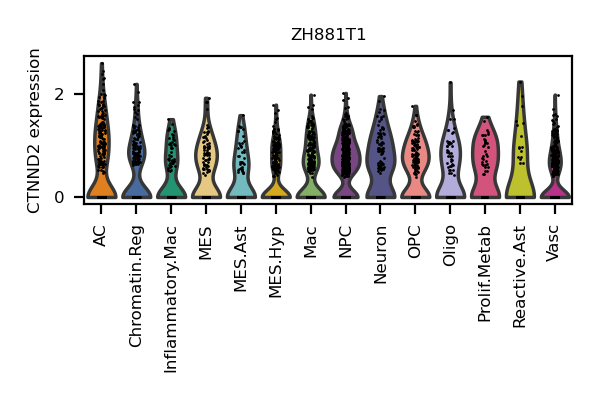 ZH881T1
CTNND2 expression
2
0
AC
Chromatin.Reg
Inflammatory.Mac
MES
MES.Ast
MES.Hyp
Mac
NPC
Neuron
OPC
Oligo
Prolif.Metab
Reactive.Ast
Vasc